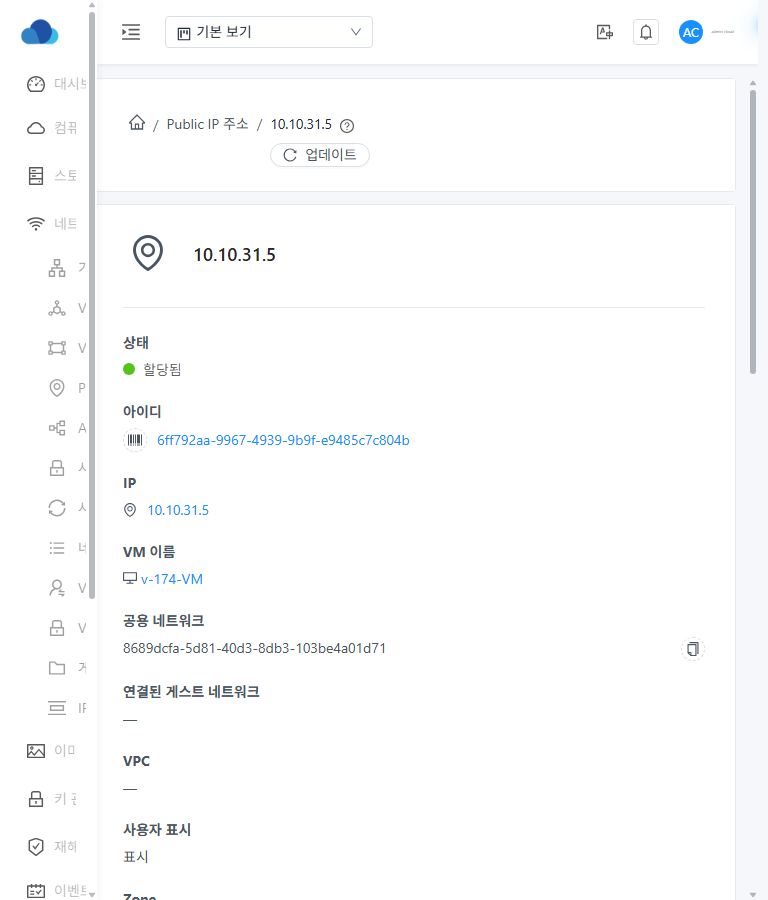 기본 보기
AC
대시보
컴퓨
스토
네트
V
V
P
A
V
V
IP
키 관
재해
이벤트
/ Public IP 주소 / 10.10.31.5
업데이트
10.10.31.5
상태
할당됨
아이디
6ff792aa-9967-4939-9b9f-e9485c7c804b
IP
10.10.31.5
VM 이름
v-174-VM
공용 네트워크
8689dcfa-5d81-40d3-8db3-103be4a01d71
연결된 게스트 네트워크
—
VPC
—
사용자 표시
표시
Zone